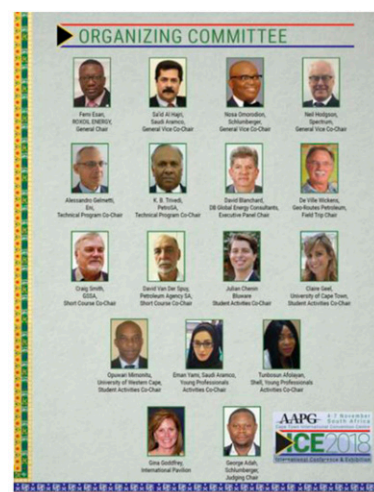 ORGANIZING COMMITTEE
Femi Esan,
ROXOIL ENERGY,
General Chair
Sa'id Al Hajri,
Saudi Aramco,
General Vice Co-Chair
Nosa Omorodion,
Schlumberger,
General Vice Co-Chair
Neil Hodgson,
Spectrum,
General Vice Co-Chair
Alessandro Gelmetti,
Eni,
Technical Program Co-Chair
K. B. Trivedi,
PetroSA,
Technical Program Co-Chair
David Blanchard,
DB Global Energy Consultants,
Executive Panel Chair
De Ville Wickens,
Geo-Routes Petroleum,
Field Trip Chair
Craig Smith,
GSSA,
Short Course Co-Chair
David Van Der Spuy,
Petroleum Agency SA,
Short Course Co-Chair
Julian Chenin
Bluware
Student Activities Co-Chair
Claire Geel,
University of Cape Town,
Student Activities Co-Chair
Opuwari Mimonitu,
University of Western Cape,
Student Activities Co-Chair
Eman Yami, Saudi Aramco,
Young Professionals
Activities Co-Chair
Tunbosun Afolayan,
Shell, Young Professionals
Activities Co-Chair
Gina Godfrey,
International Pavilion
George Adah,
Schlumberger,
Judging Chair
AAPG
4-7 November
South Africa
Cape Town International Convention Centre
ICE2018
International Conference & Exhibition